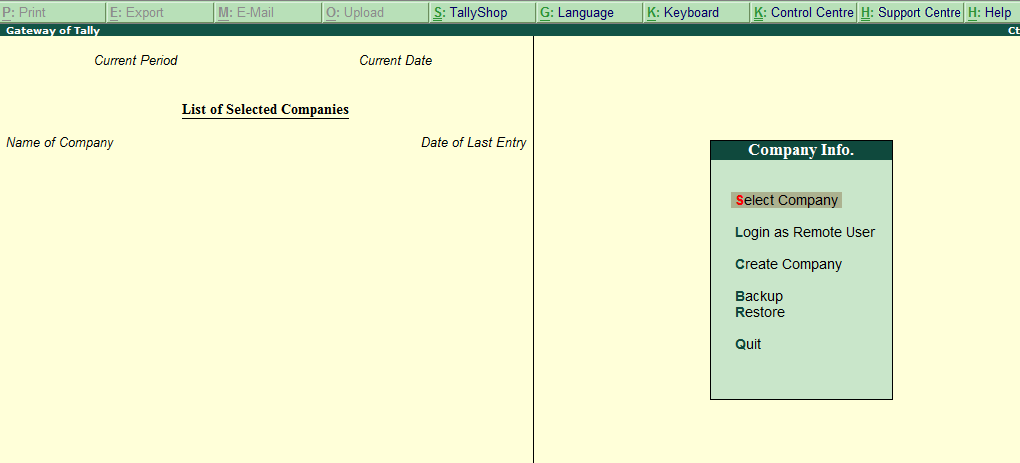 P: Print E: Export M: E-Mail O: Upload S: TallyShop G: Language K: Keyboard K: Control Centre H: Support Centre H: Help
Gateway of Tally Ct
Current Period Current Date
List of Selected Companies
Name of Company Date of Last Entry
Company Info.
Select Company
Login as Remote User
Create Company
Backup
Restore
Quit